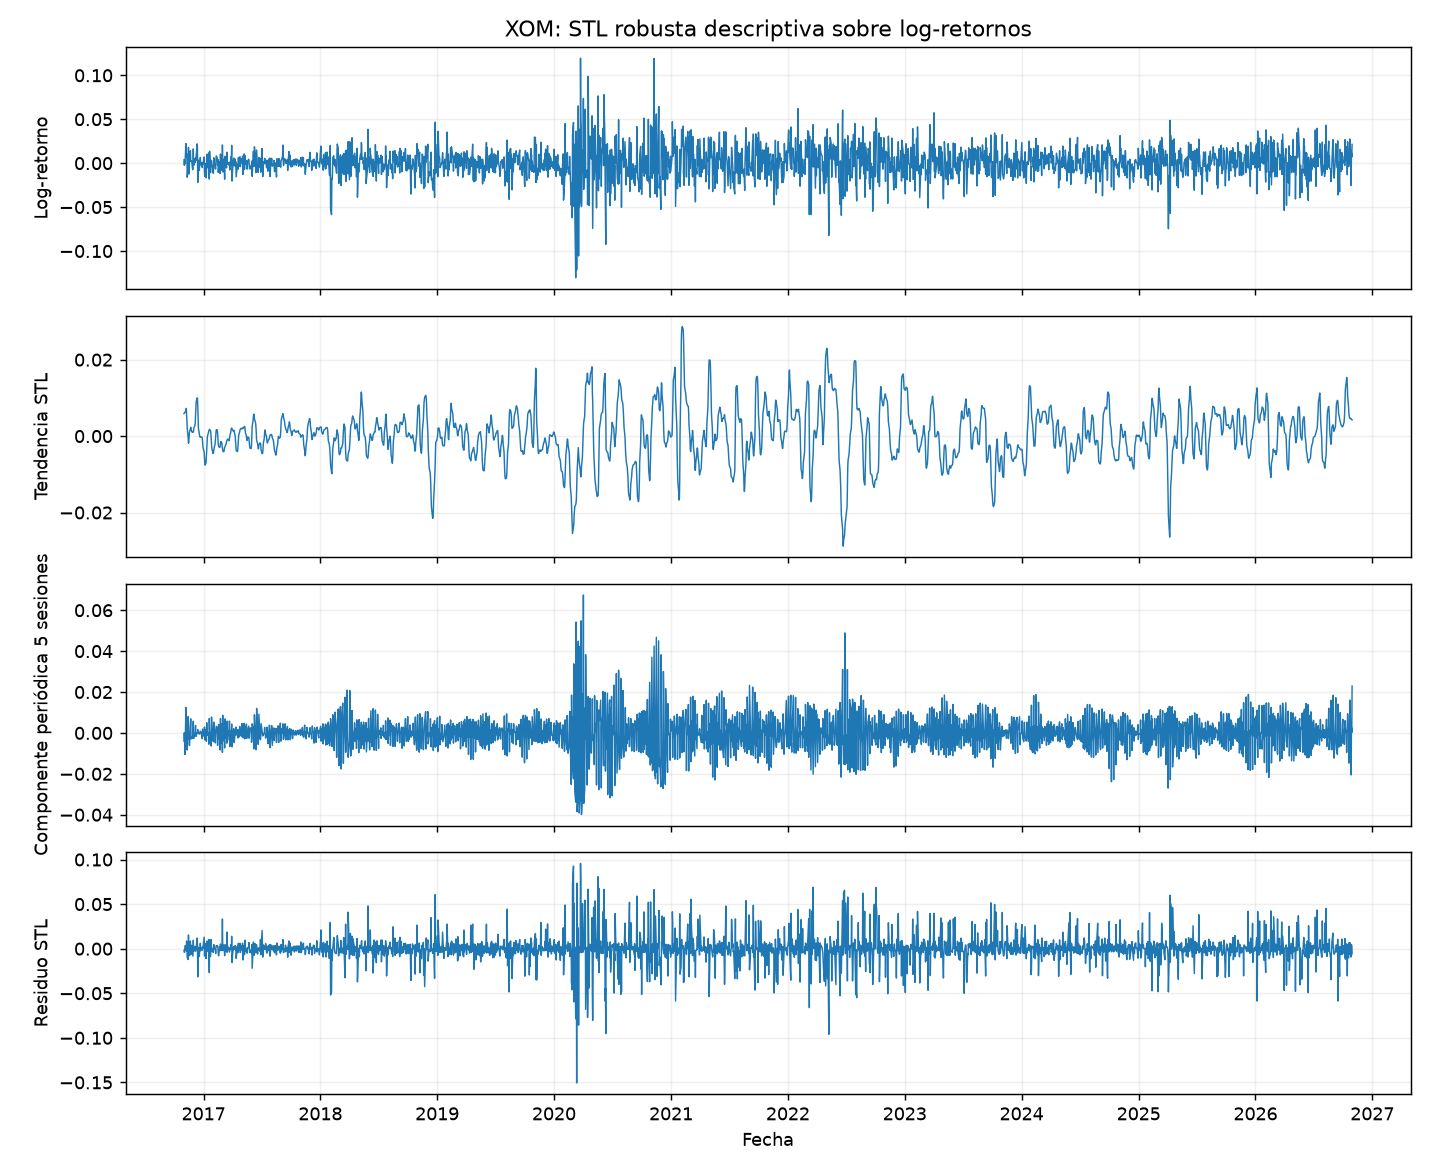 XOM: STL robusta descriptiva sobre log-retornos
Log-retorno
0.10
0.05
0.00
−0.05
−0.10
Tendencia STL
0.02
0.00
−0.02
Componente periódica 5 sesiones
0.06
0.04
0.02
0.00
−0.02
−0.04
Residuo STL
0.10
0.05
0.00
−0.05
−0.10
−0.15
2017 2018 2019 2020 2021 2022 2023 2024 2025 2026 2027
Fecha